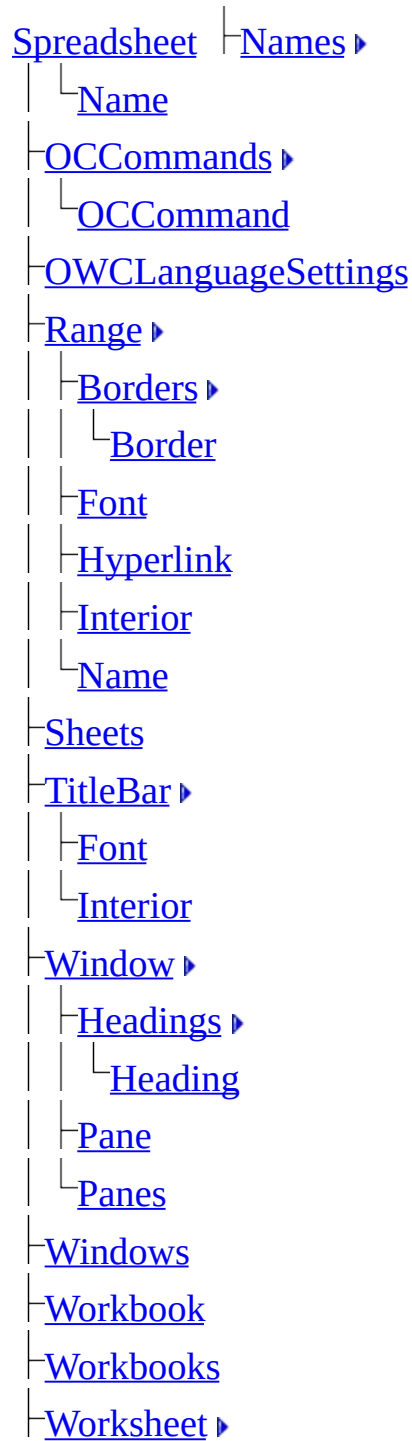 Spreadsheet Names
Name
OCCommands
OCCommand
OWCLanguageSettings
Range
Borders
Border
Font
Hyperlink
Interior
Name
Sheets
TitleBar
Font
Interior
Window
Headings
Heading
Pane
Panes
Windows
Workbook
Workbooks
Worksheet